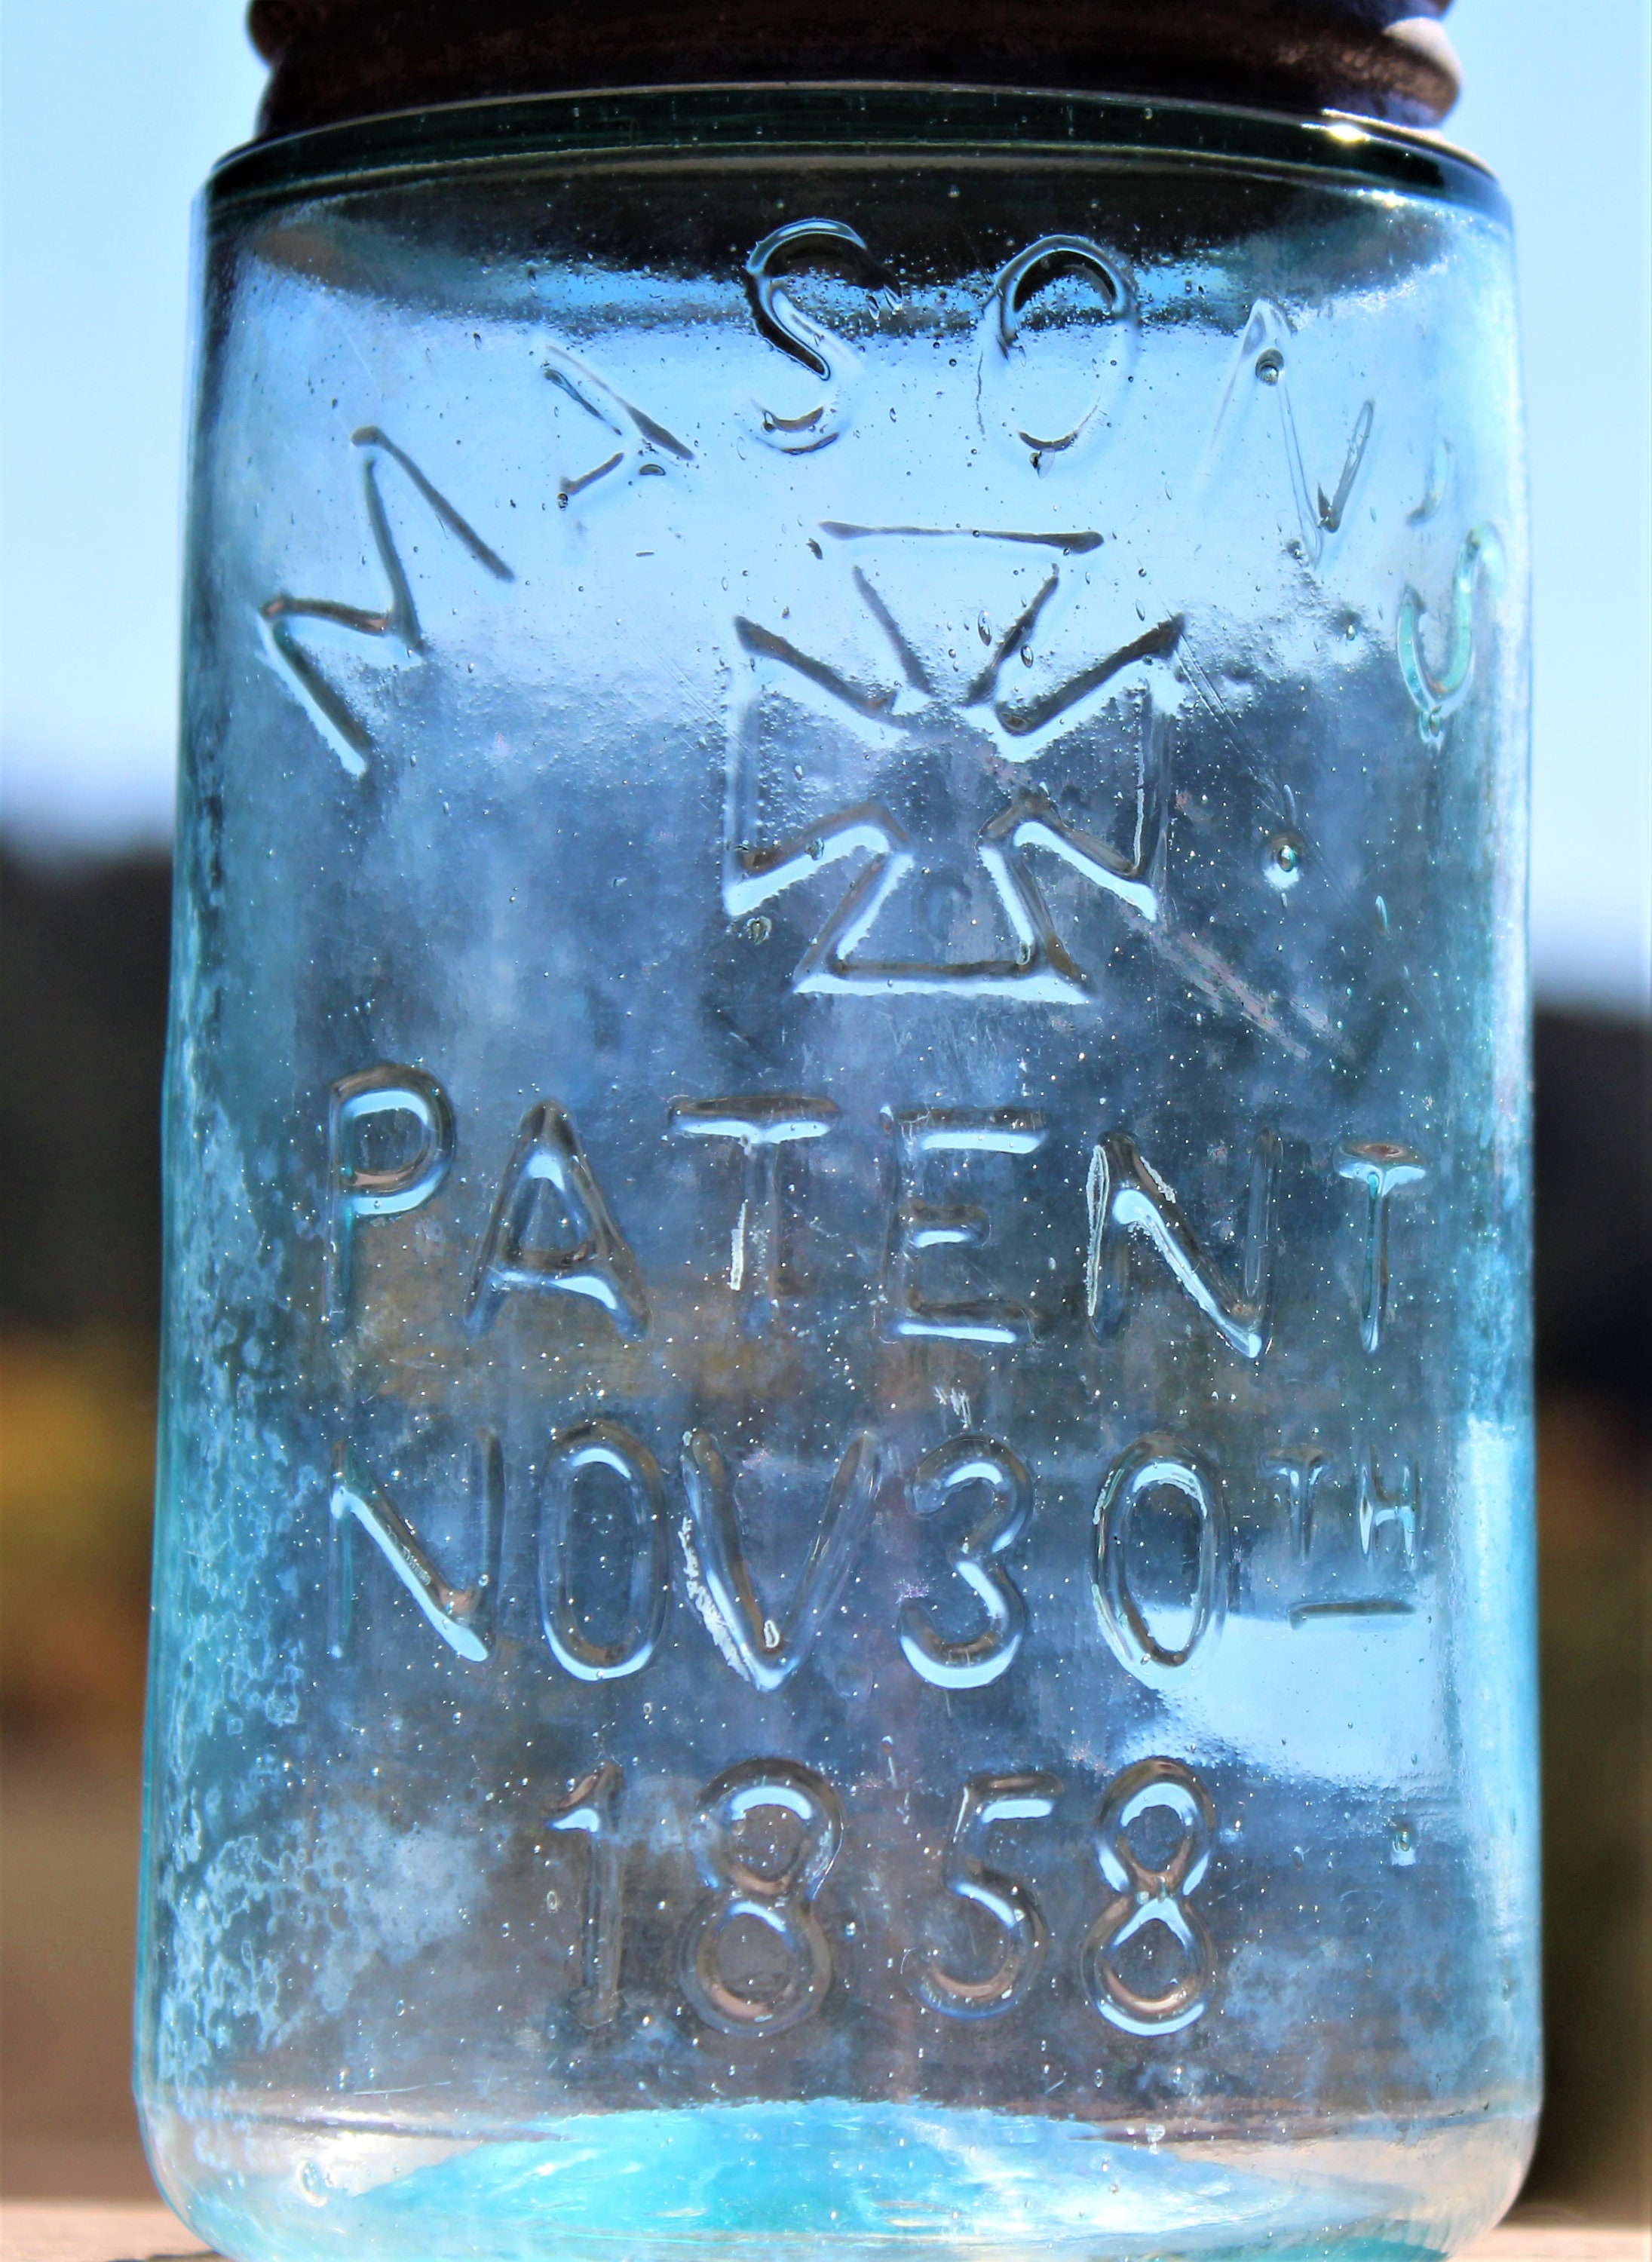 MASON'S
PATENT
NOV 30TH
1858